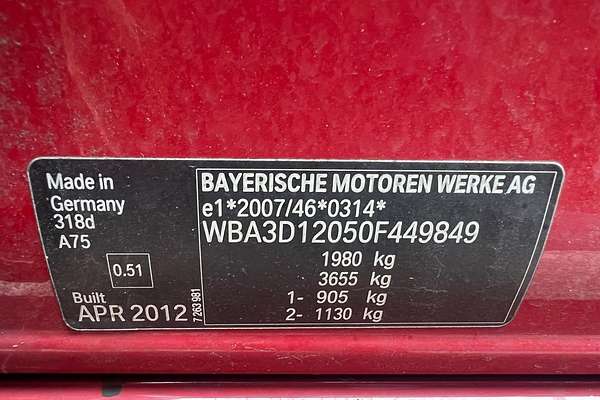 Made in
Germany
318d
A75
0.51
Built
APR 2012
7 263 981
BAYERISCHE MOTOREN WERKE AG
e1*2007/46*0314*
WBA3D12050F449849
1980 kg
3655 kg
1- 905 kg
2- 1130 kg